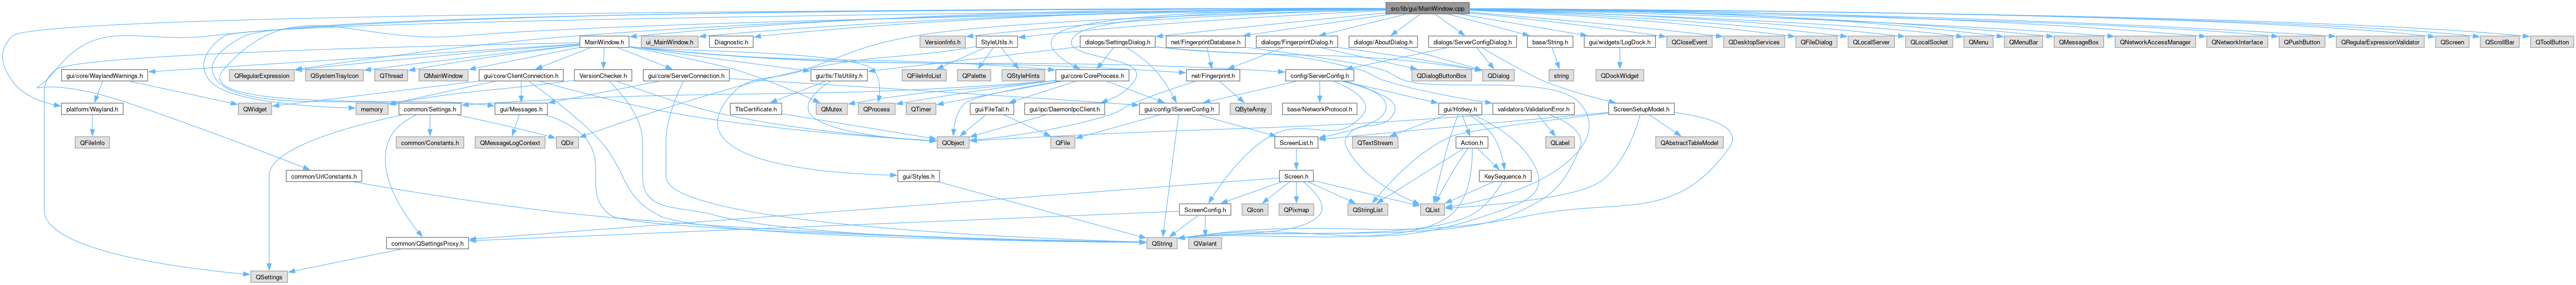 src/lib/gui/MainWindow.cpp
MainWindow.h
ui_MainWindow.h
Diagnostic.h
VersionInfo.h
StyleUtils.h
dialogs/SettingsDialog.h
net/FingerprintDatabase.h
dialogs/FingerprintDialog.h
dialogs/AboutDialog.h
dialogs/ServerConfigDialog.h
base/String.h
gui/widgets/LogDock.h
QCloseEvent
QDesktopServices
QFileDialog
QLocalServer
QLocalSocket
QMenu
QMenuBar
QMessageBox
QNetworkAccessManager
QNetworkInterface
QPushButton
QRegularExpressionValidator
QScreen
QScrollBar
QToolButton
gui/core/WaylandWarnings.h
QRegularExpression
QSystemTrayIcon
QThread
QMainWindow
gui/core/ClientConnection.h
VersionChecker.h
gui/core/ServerConnection.h
gui/tls/TlsUtility.h
QFileInfoList
QPalette
QStyleHints
gui/core/CoreProcess.h
net/Fingerprint.h
config/ServerConfig.h
QDialogButtonBox
QDialog
string
QDockWidget
platform/Wayland.h
QWidget
memory
common/Settings.h
gui/Messages.h
TlsCertificate.h
QMutex
QProcess
QTimer
gui/FileTail.h
gui/ipc/DaemonIpcClient.h
gui/config/IServerConfig.h
QByteArray
base/NetworkProtocol.h
gui/Hotkey.h
validators/ValidationError.h
ScreenSetupModel.h
QFileInfo
common/Constants.h
QMessageLogContext
QDir
QObject
QFile
ScreenList.h
QTextStream
Action.h
QLabel
QAbstractTableModel
common/UrlConstants.h
gui/Styles.h
Screen.h
KeySequence.h
ScreenConfig.h
QIcon
QPixmap
QStringList
QList
common/QSettingsProxy.h
QString
QVariant
QSettings